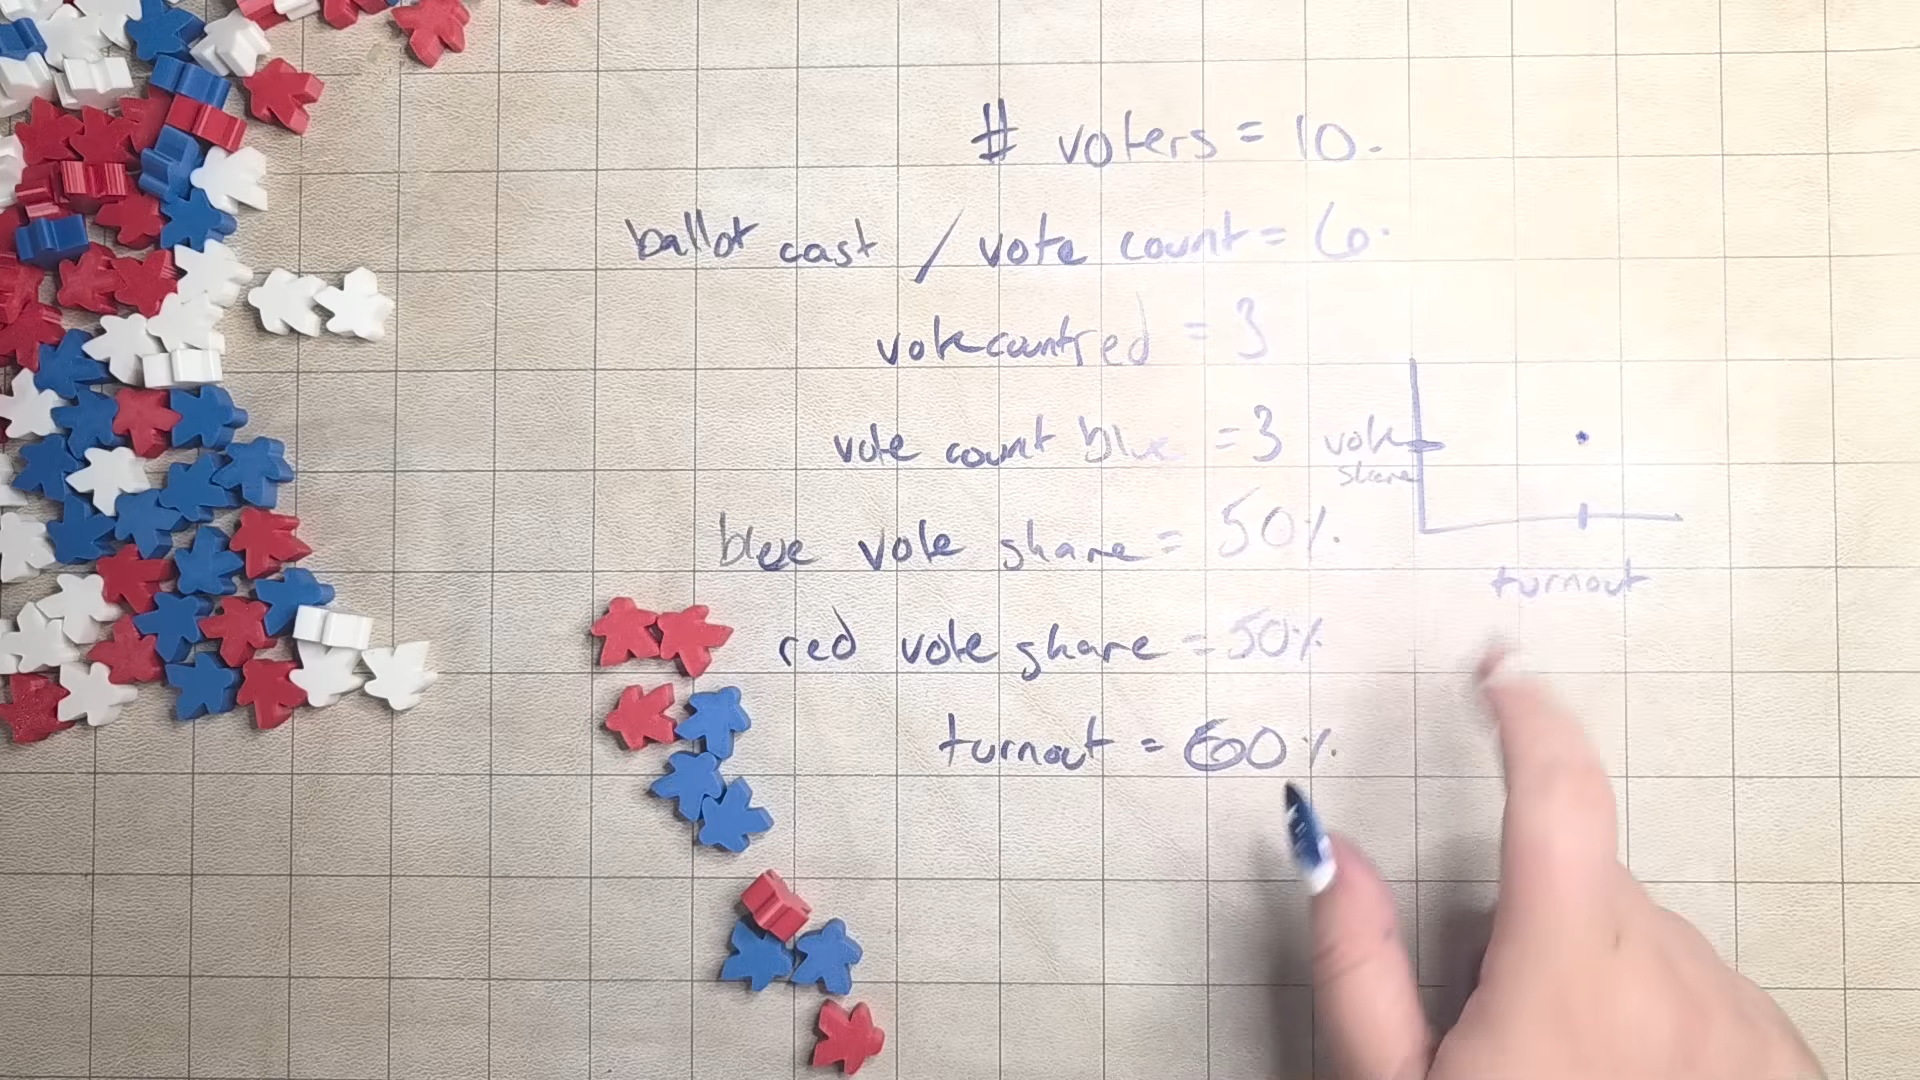 # voters = 10.
ballot cast / vote count = 6.
vote count red = 3
vote count blue = 3
blue vote share = 50%
red vote share = 50%
turnout = 60%
vote
share
turnout